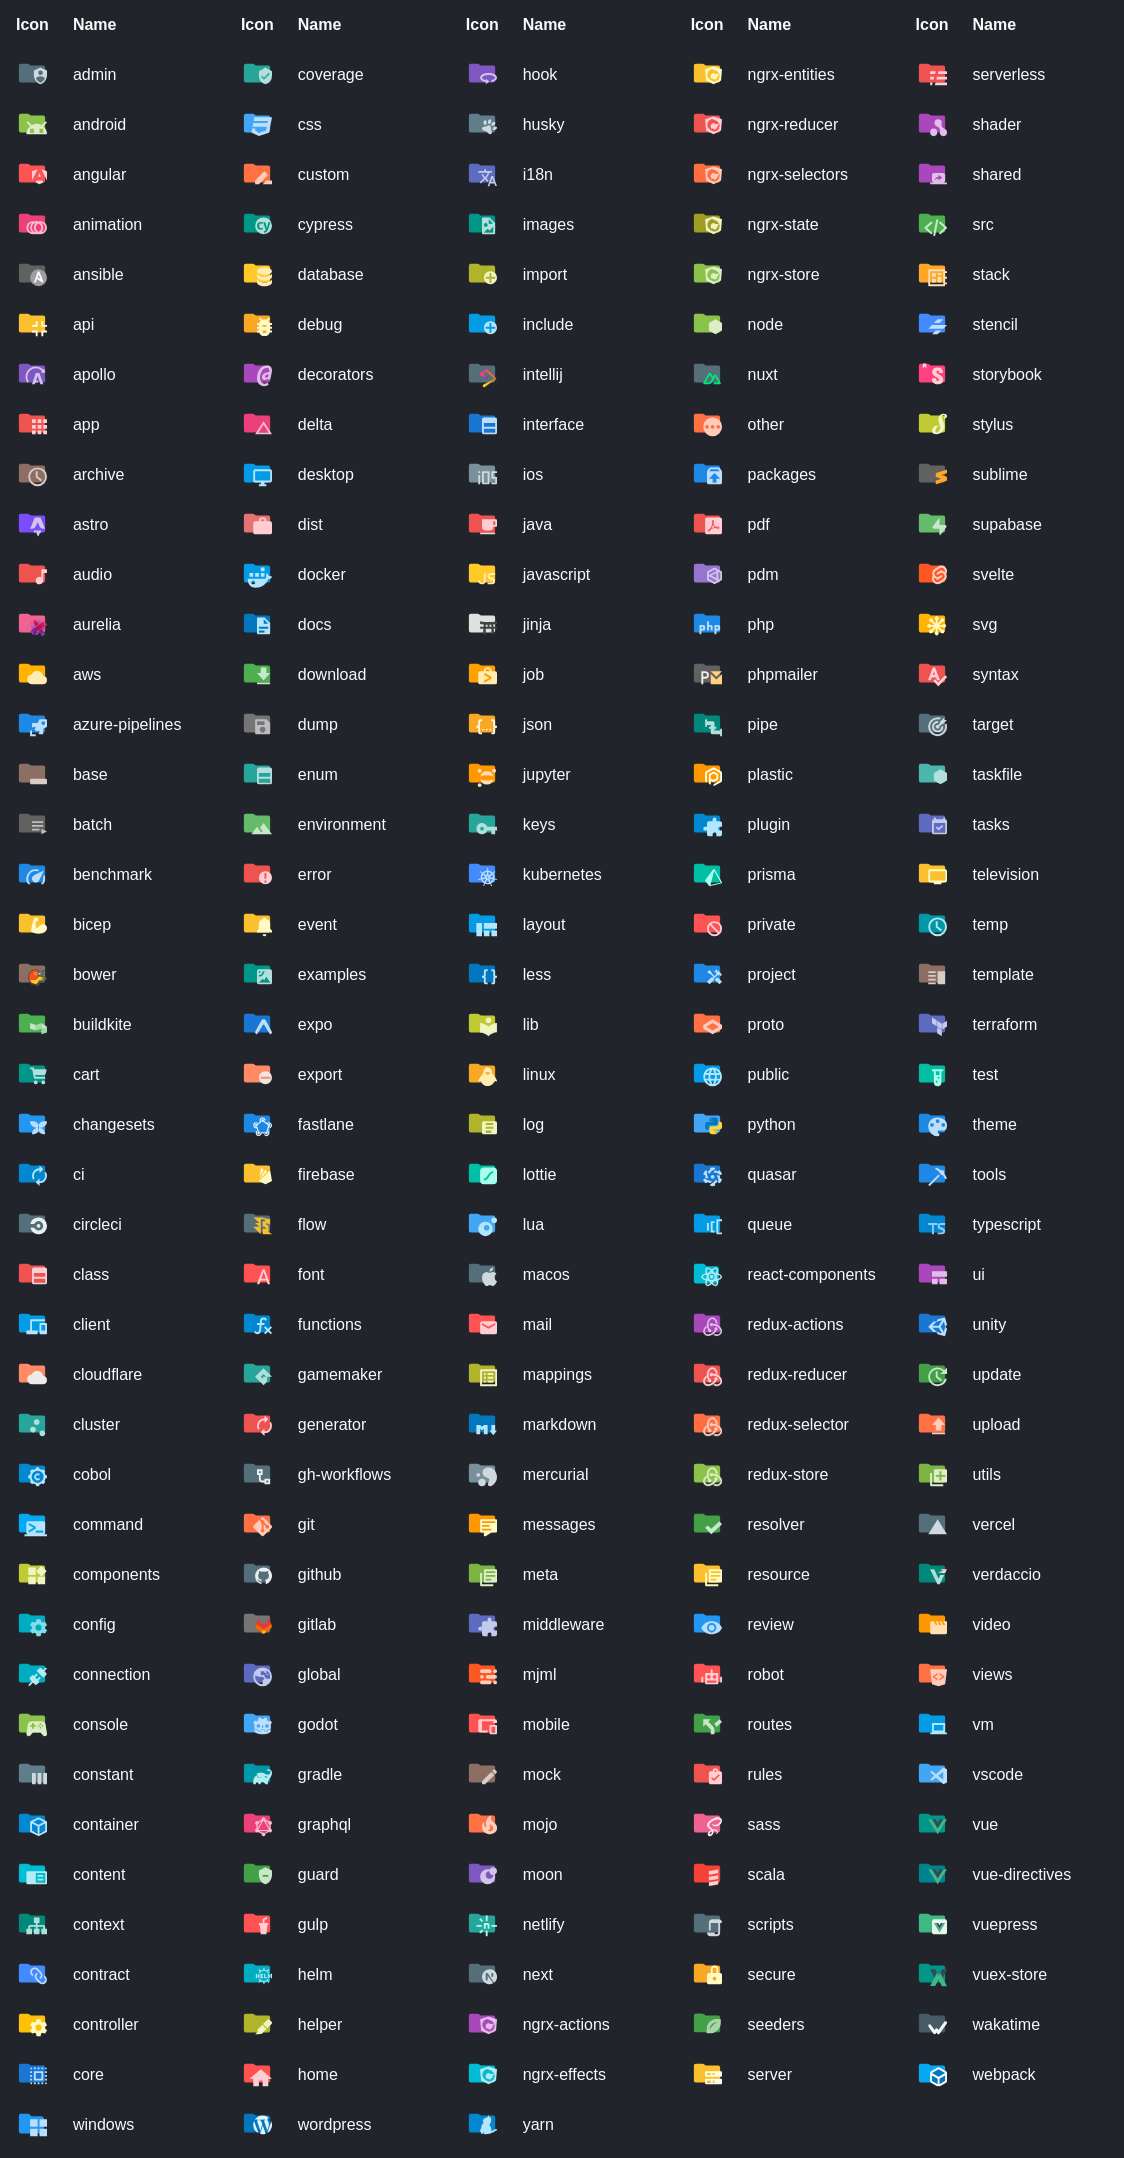 Icon Name Icon Name Icon Name Icon Name Icon Name
admin coverage hook ngrx-entities serverless
android css husky ngrx-reducer shader
angular custom i18n ngrx-selectors shared
animation cypress images ngrx-state src
ansible database import ngrx-store stack
api debug include node stencil
apollo decorators intellij nuxt storybook
app delta interface other stylus
archive desktop ios packages sublime
astro dist java pdf supabase
audio docker javascript pdm svelte
aurelia docs jinja php svg
aws download job phpmailer syntax
azure-pipelines dump json pipe target
base enum jupyter plastic taskfile
batch environment keys plugin tasks
benchmark error kubernetes prisma television
bicep event layout private temp
bower examples less project template
buildkite expo lib proto terraform
cart export linux public test
changesets fastlane log python theme
ci firebase lottie quasar tools
circleci flow lua queue typescript
class font macos react-components ui
client functions mail redux-actions unity
cloudflare gamemaker mappings redux-reducer update
cluster generator markdown redux-selector upload
cobol gh-workflows mercurial redux-store utils
command git messages resolver vercel
components github meta resource verdaccio
config gitlab middleware review video
connection global mjml robot views
console godot mobile routes vm
constant gradle mock rules vscode
container graphql mojo sass vue
content guard moon scala vue-directives
context gulp netlify scripts vuepress
contract helm next secure vuex-store
controller helper ngrx-actions seeders wakatime
core home ngrx-effects server webpack
windows wordpress yarn